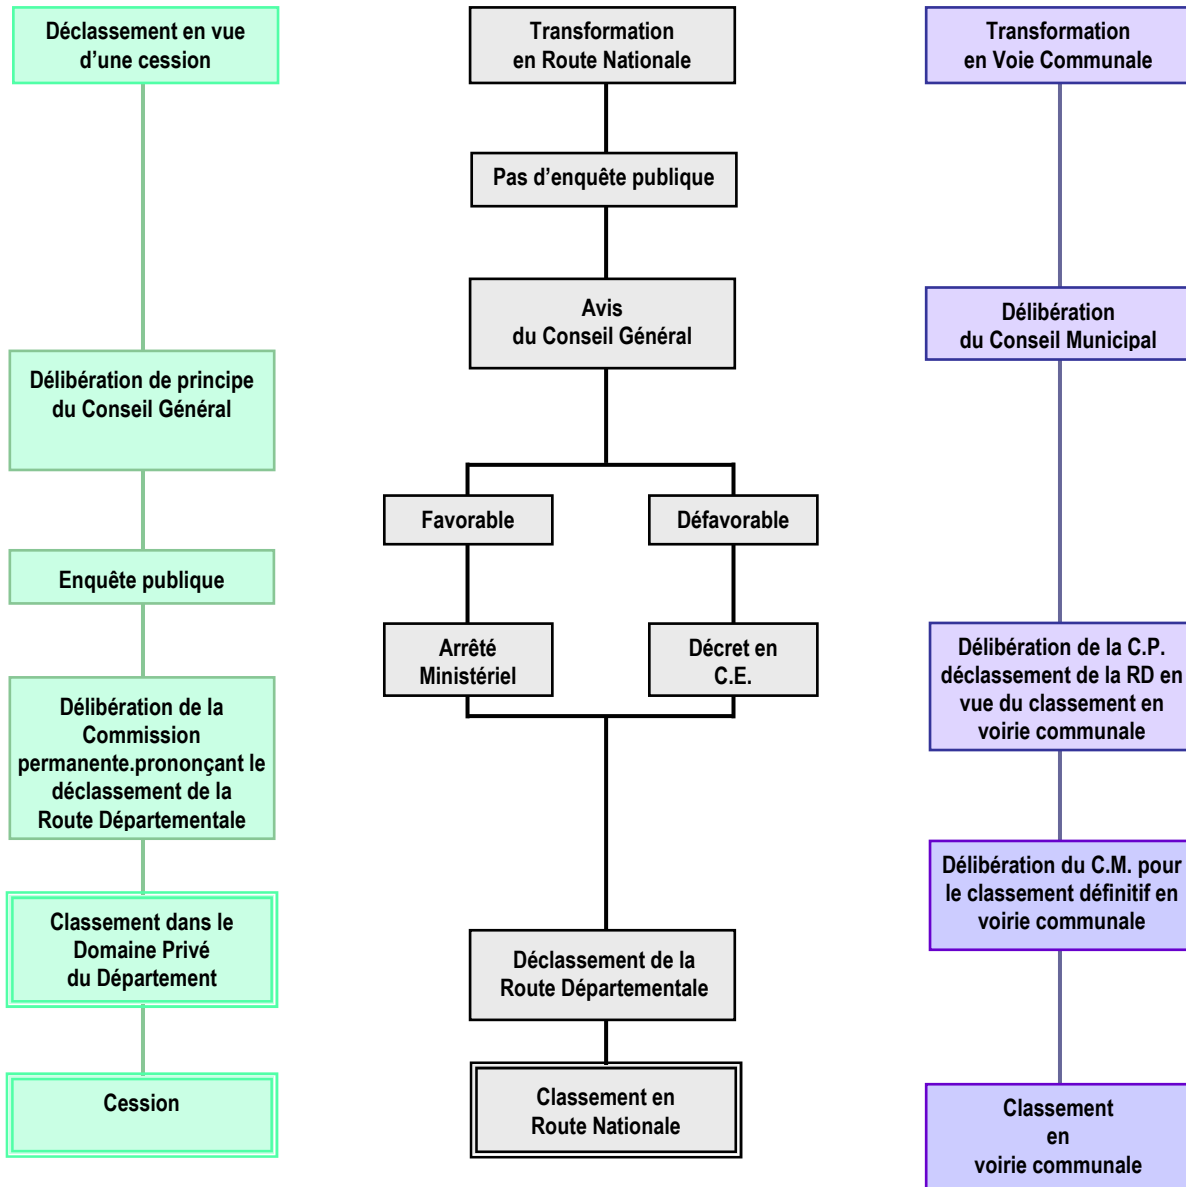 Déclassement en vue
d’une cession
Délibération de principe
du Conseil Général
Enquête publique
Délibération de la
Commission
permanente.prononçant le
déclassement de la
Route Départementale
Classement dans le
Domaine Privé
du Département
Cession
Transformation
en Route Nationale
Pas d’enquête publique
Avis
du Conseil Général
Favorable
Défavorable
Arrêté
Ministériel
Décret en
C.E.
Déclassement de la
Route Départementale
Classement en
Route Nationale
Transformation
en Voie Communale
Délibération
du Conseil Municipal
Délibération de la C.P.
déclassement de la RD en
vue du classement en
voirie communale
Délibération du C.M. pour
le classement définitif en
voirie communale
Classement
en
voirie communale